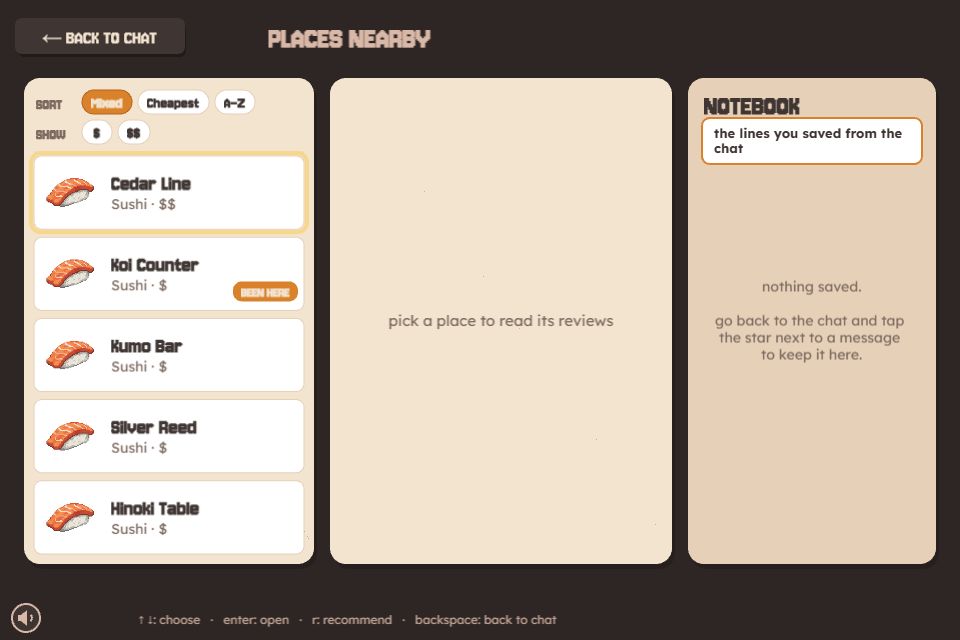 ← BACK TO CHAT
PLACES NEARBY
SORT Mixed Cheapest A-Z
SHOW $ $$
Cedar Line
Sushi · $$
Koi Counter
Sushi · $
BEEN HERE
Kumo Bar
Sushi · $
Silver Reed
Sushi · $
Hinoki Table
Sushi · $
pick a place to read its reviews
NOTEBOOK
the lines you saved from the
chat
nothing saved.
go back to the chat and tap
the star next to a message
to keep it here.
↑ ↓: choose · enter: open · r: recommend · backspace: back to chat